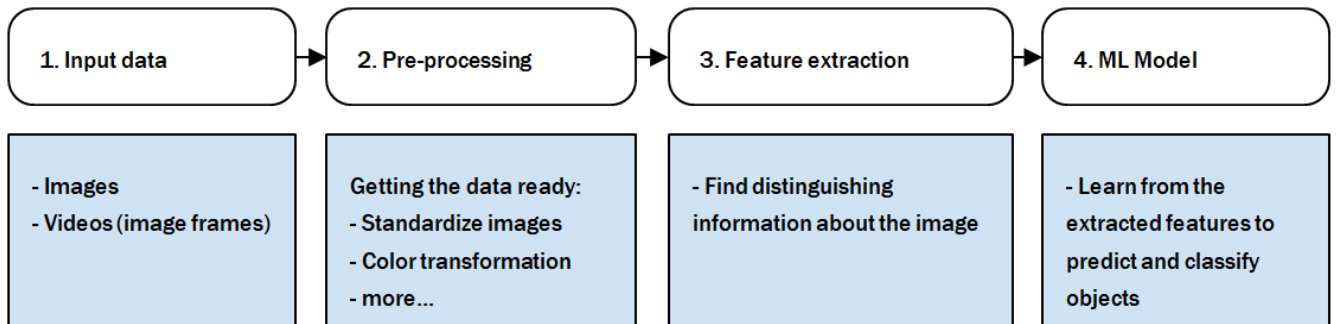 1. Input data
2. Pre-processing
3. Feature extraction
4. ML Model
- Images
- Videos (image frames)
Getting the data ready:
- Standardize images
- Color transformation
- more...
- Find distinguishing
information about the image
- Learn from the
extracted features to
predict and classify
objects